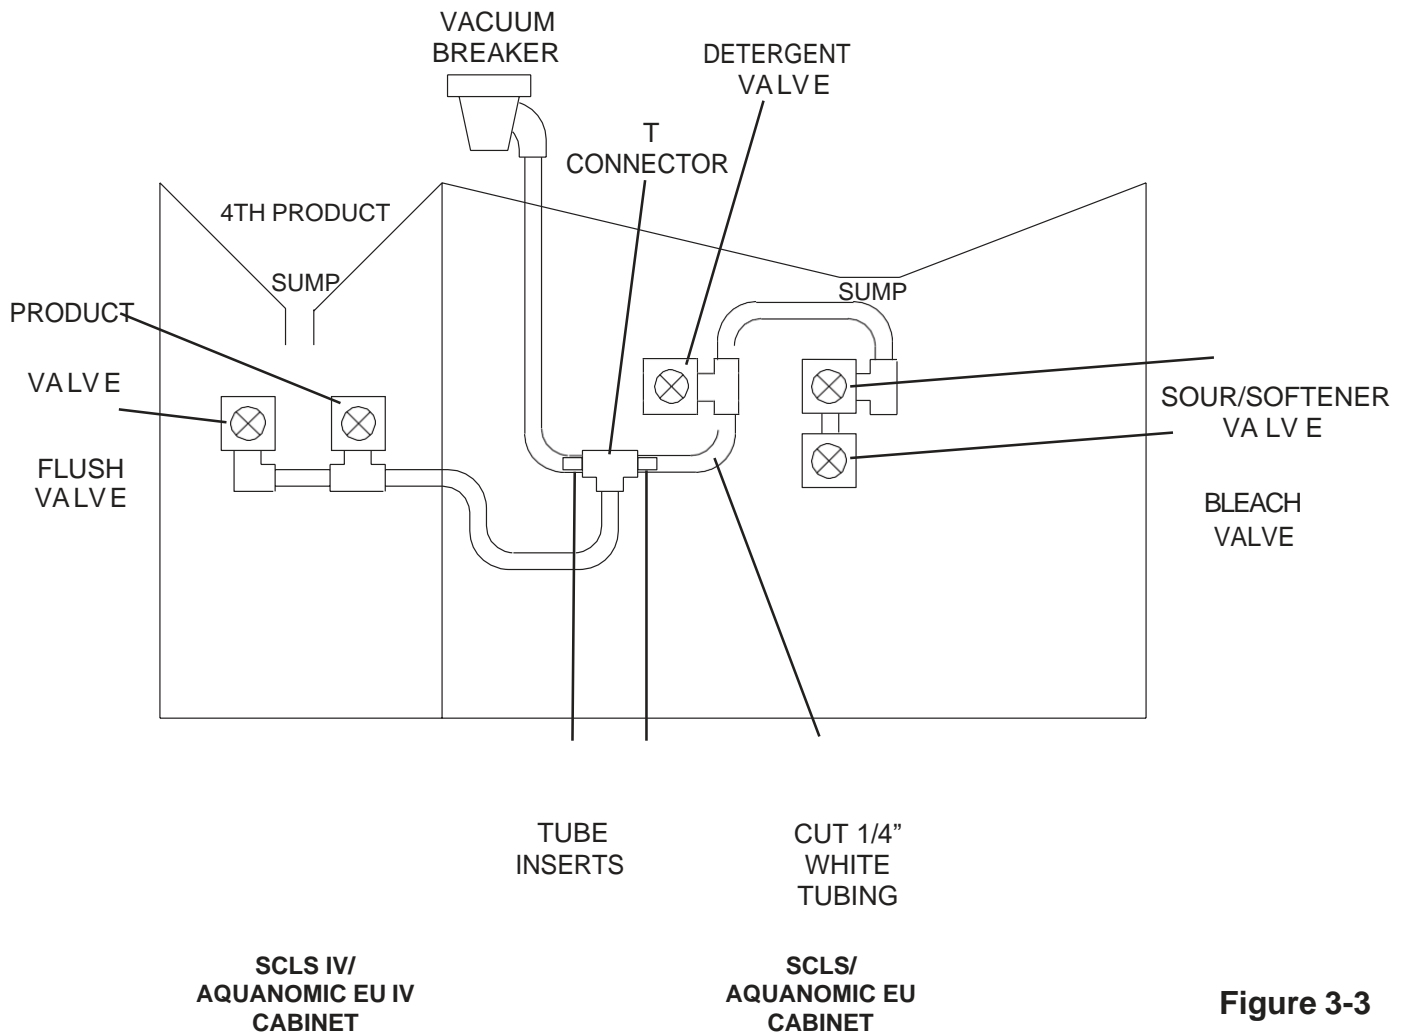 VACUUM
BREAKER
DETERGENT
VALVE
T
CONNECTOR
4TH PRODUCT
SUMP
SUMP
PRODUCT
VALVE
SOUR/SOFTENER
VALVE
FLUSH
VALVE
BLEACH
VALVE
TUBE
INSERTS
CUT 1/4”
WHITE
TUBING
SCLS IV/
AQUANOMIC EU IV
CABINET
SCLS/
AQUANOMIC EU
CABINET
Figure 3-3